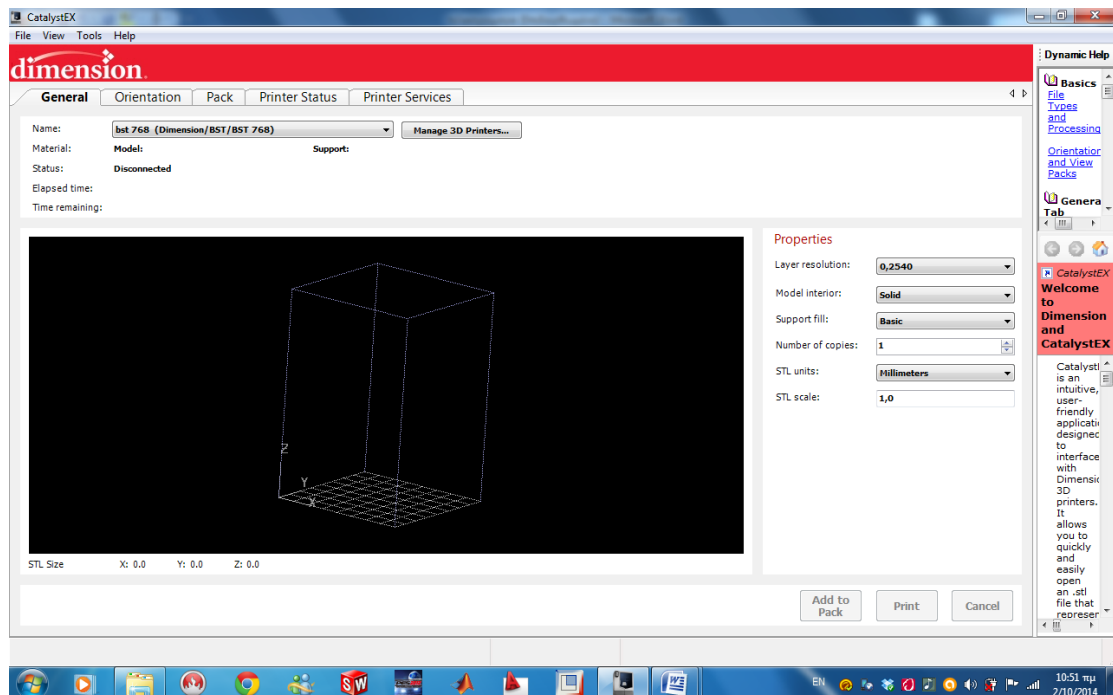 CatalystEX
File View Tools Help
dimension
General Orientation Pack Printer Status Printer Services
Name: bst 768 (Dimension/BST/BST 768) Manage 3D Printers...
Material: Model: Support:
Status: Disconnected
Elapsed time:
Time remaining:
Z
Y
X
STL Size X: 0.0 Y: 0.0 Z: 0.0
Properties
Layer resolution: 0,2540
Model interior: Solid
Support fill: Basic
Number of copies: 1
STL units: Millimeters
STL scale: 1,0
Add to
Pack
Print Cancel
Dynamic Help
Basics
File
Types
and
Processing
Orientation
and View
Packs
Genera
Tab
CatalystEX
Welcome
to
Dimension
and
CatalystEX
Catalyst
is an
intuitive,
user-
friendly
applicati
designed
to
interface
with
Dimensio
3D
printers.
It
allows
you to
quickly
and
easily
open
an .stl
file that
represer
SW
EN
10:51 πμ
2/10/2014